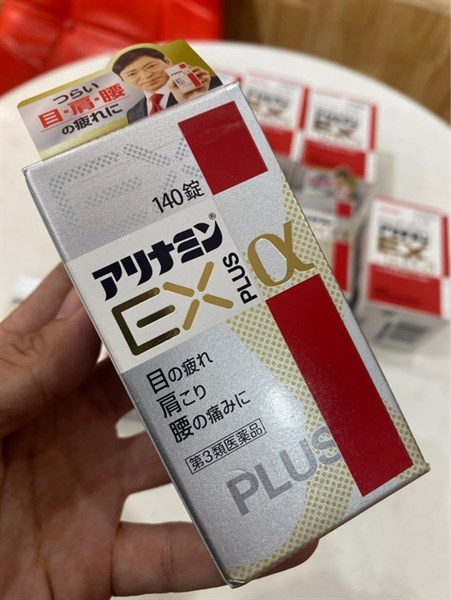 つらい
目・肩・腰
の疲れに
140錠
アリナミン®
EX PLUS α
目の疲れ
肩こり
腰の痛みに
第3類医薬品
PLUS
EX
EX